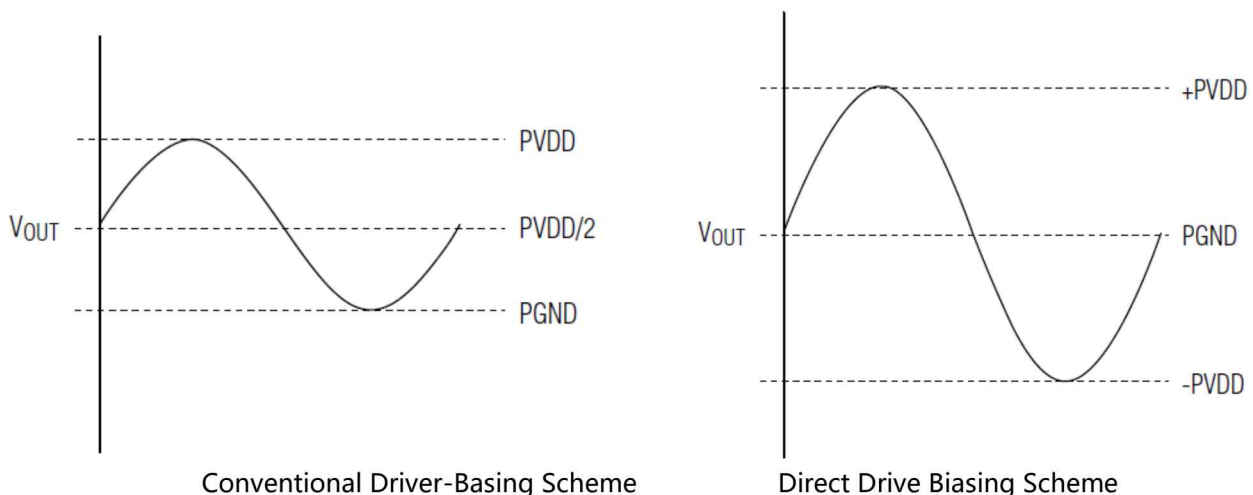 PVDD
VOUT
PVDD/2
PGND
Conventional Driver-Basing Scheme
+PVDD
VOUT
PGND
-PVDD
Direct Drive Biasing Scheme